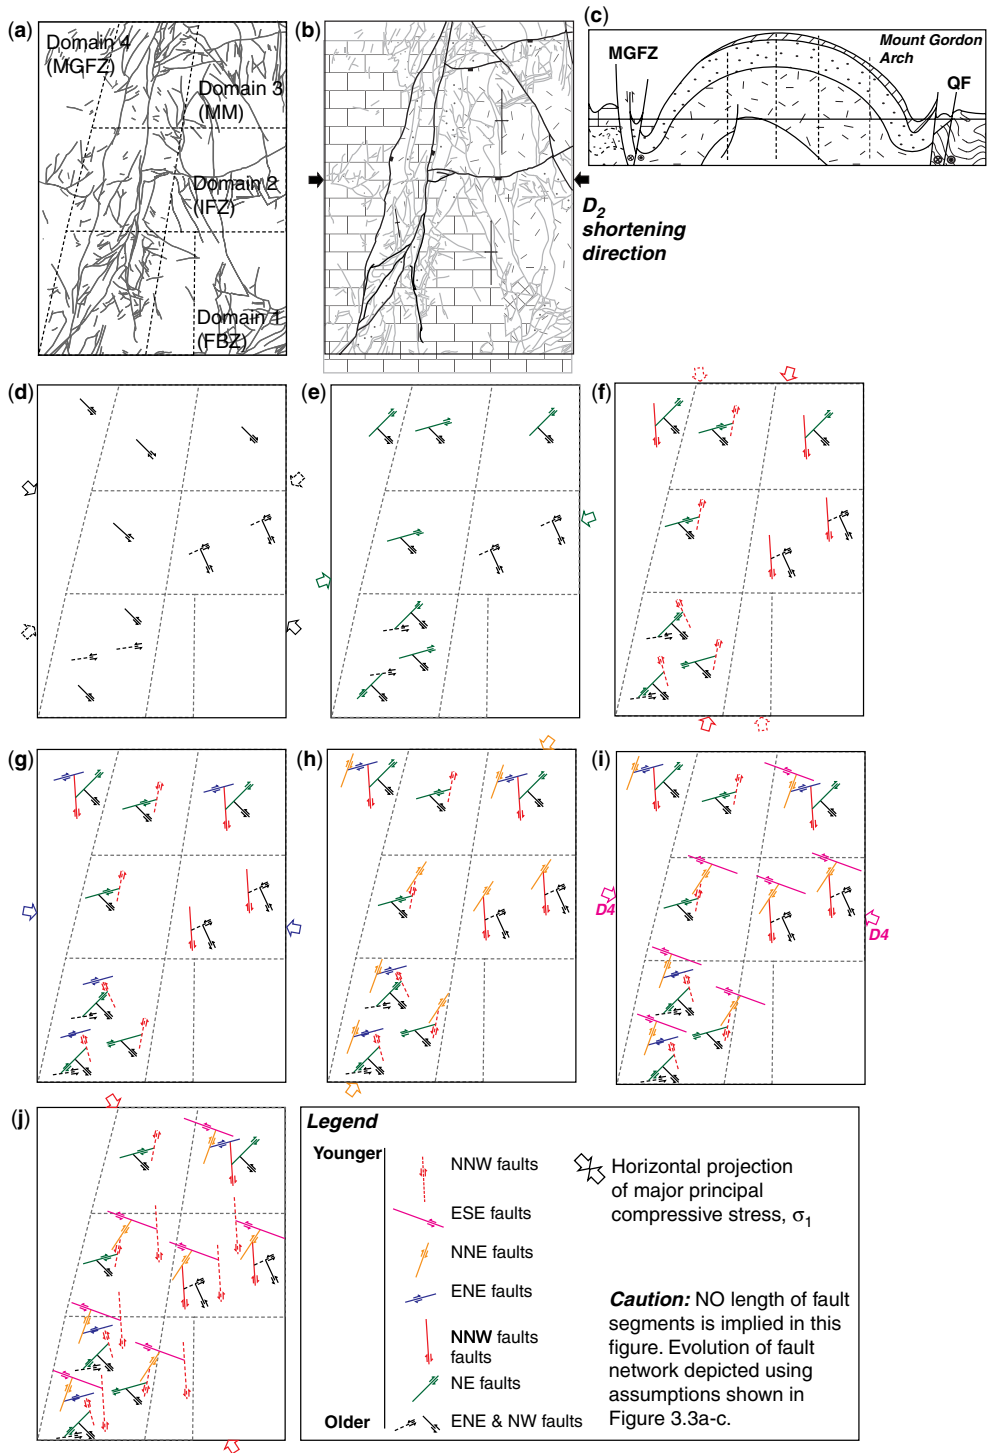 (a)
Domain 4
(MGFZ)
Domain 3
(MM)
Domain 2
(IFZ)
Domain 1
(FBZ)
(b)
D2
shortening
direction
(c)
MGFZ
Mount Gordon
Arch
QF
(d)
(e)
(f)
(g)
(h)
(i)
D4
D4
(j)
Legend
Younger
NNW faults
ESE faults
NNE faults
ENE faults
NNW faults
faults
NE faults
Older
ENE & NW faults
Horizontal projection
of major principal
compressive stress, σ1
Caution: NO length of fault
segments is implied in this
figure. Evolution of fault
network depicted using
assumptions shown in
Figure 3.3a-c.